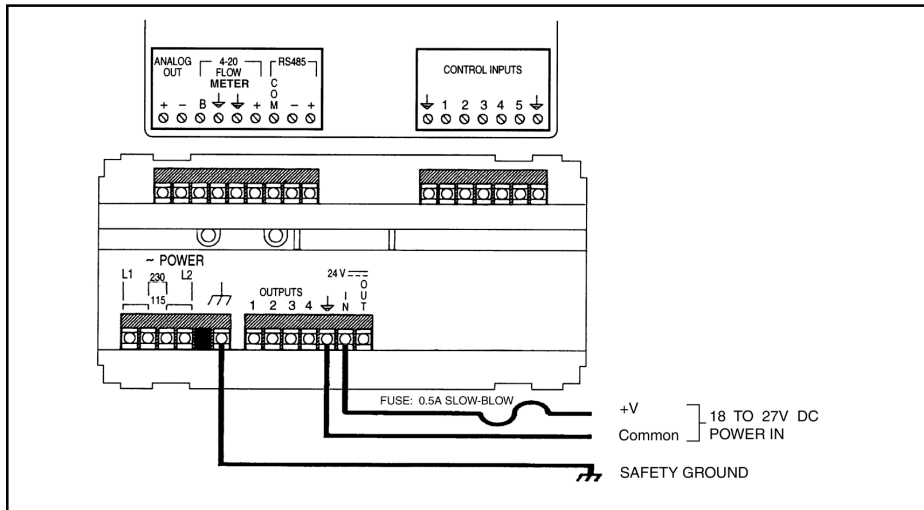 ANALOG OUT
4-20 FLOW METER
RS485
+ − B + COM − +
CONTROL INPUTS
1 2 3 4 5
~ POWER
L1 230 L2
115
OUTPUTS
1 2 3 4
24 V
IN
OUT
FUSE: 0.5A SLOW-BLOW
+V
Common
18 TO 27V DC
POWER IN
SAFETY GROUND